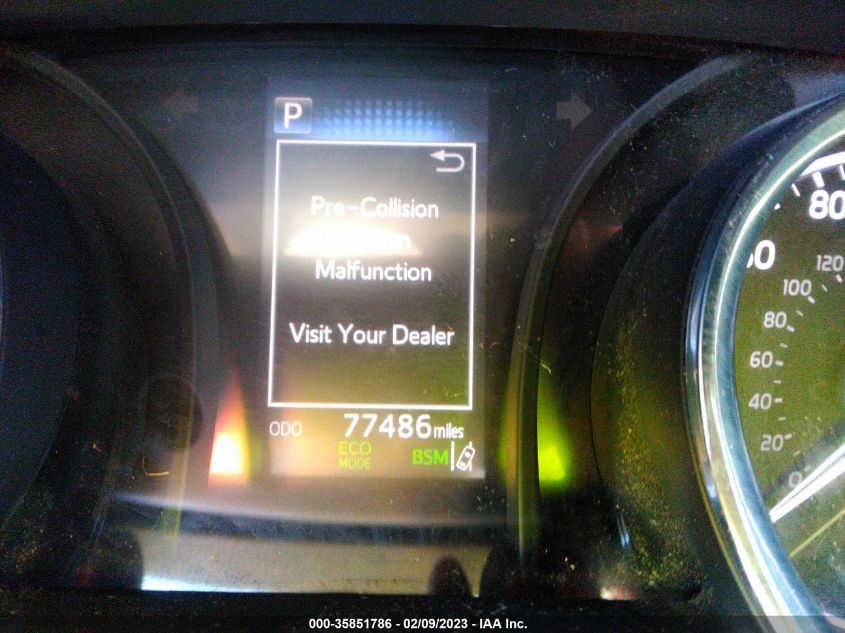 P
Pre-Collision
Malfunction
Visit Your Dealer
ODO 77486 miles
ECO
MODE
BSM
80
120
100
80
60
40
20
0
000-35851786 - 02/09/2023 - IAA Inc.